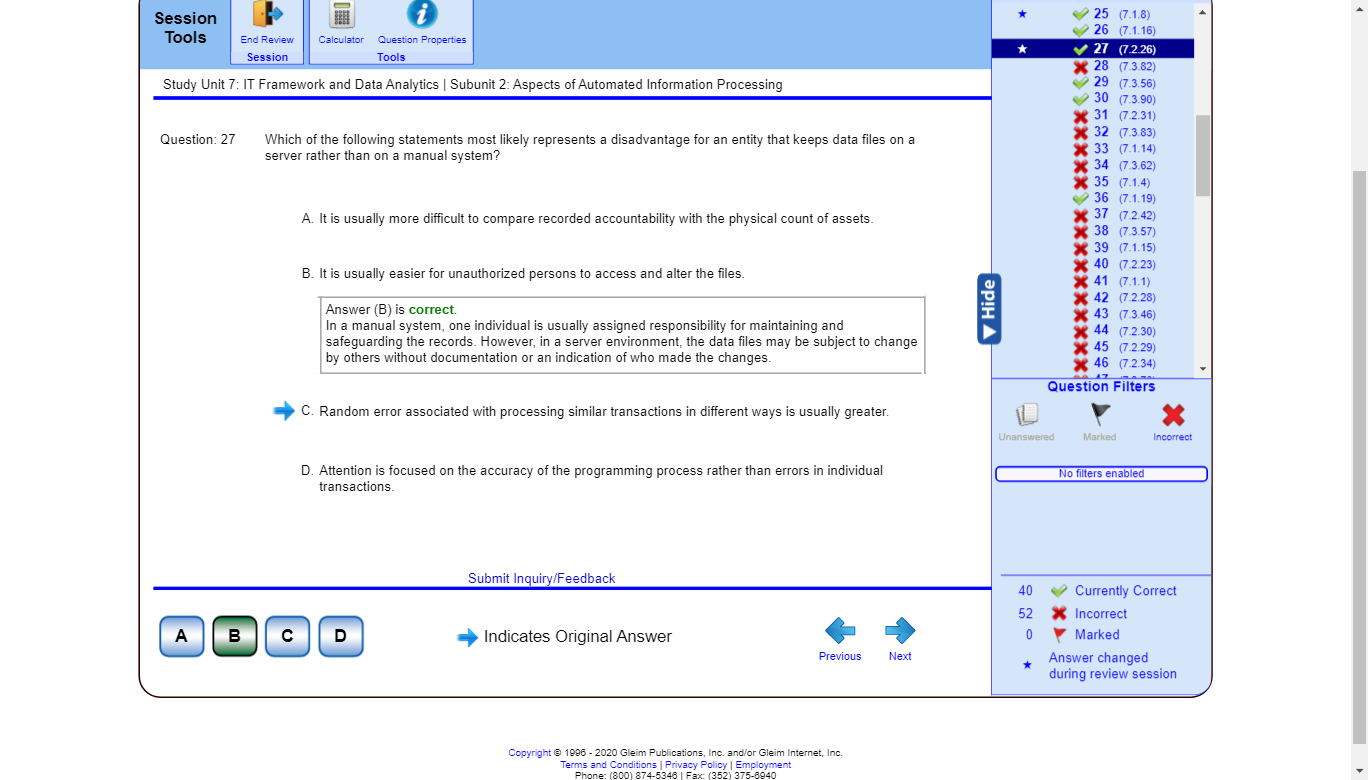 Session
Tools
End Review
Session
Calculator
Question Properties
Tools
Study Unit 7: IT Framework and Data Analytics | Subunit 2: Aspects of Automated Information Processing
Question: 27
Which of the following statements most likely represents a disadvantage for an entity that keeps data files on a
server rather than on a manual system?
A. It is usually more difficult to compare recorded accountability with the physical count of assets.
B. It is usually easier for unauthorized persons to access and alter the files.
Answer (B) is correct.
In a manual system, one individual is usually assigned responsibility for maintaining and
safeguarding the records. However, in a server environment, the data files may be subject to change
by others without documentation or an indication of who made the changes.
C. Random error associated with processing similar transactions in different ways is usually greater.
D. Attention is focused on the accuracy of the programming process rather than errors in individual
transactions.
Submit Inquiry/Feedback
A
B
C
D
Indicates Original Answer
Previous
Next
25 (7.1.8)
26 (7.1.16)
27 (7.2.26)
28 (7.3.82)
29 (7.3.56)
30 (7.3.90)
31 (7.2.31)
32 (7.3.83)
33 (7.1.14)
34 (7.3.62)
35 (7.1.4)
36 (7.1.19)
37 (7.2.42)
38 (7.3.57)
39 (7.1.15)
40 (7.2.23)
41 (7.1.1)
42 (7.2.28)
43 (7.3.46)
44 (7.2.30)
45 (7.2.29)
46 (7.2.34)
Hide
Question Filters
Unanswered
Marked
Incorrect
No filters enabled
40 Currently Correct
52 Incorrect
0 Marked
Answer changed
during review session
Copyright © 1996 - 2020 Gleim Publications, Inc. and/or Gleim Internet, Inc.
Terms and Conditions | Privacy Policy | Employment
Phone: (800) 874-5346 | Fax: (352) 375-6940